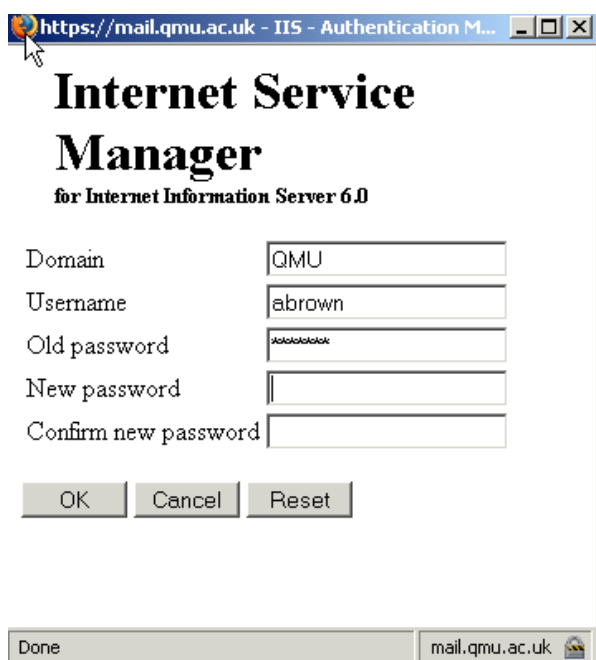 https://mail.qmu.ac.uk - IIS - Authentication M...
Internet Service
Manager
for Internet Information Server 6.0
Domain QMU
Username abrown
Old password ********
New password
Confirm new password
OK Cancel Reset
Done mail.qmu.ac.uk